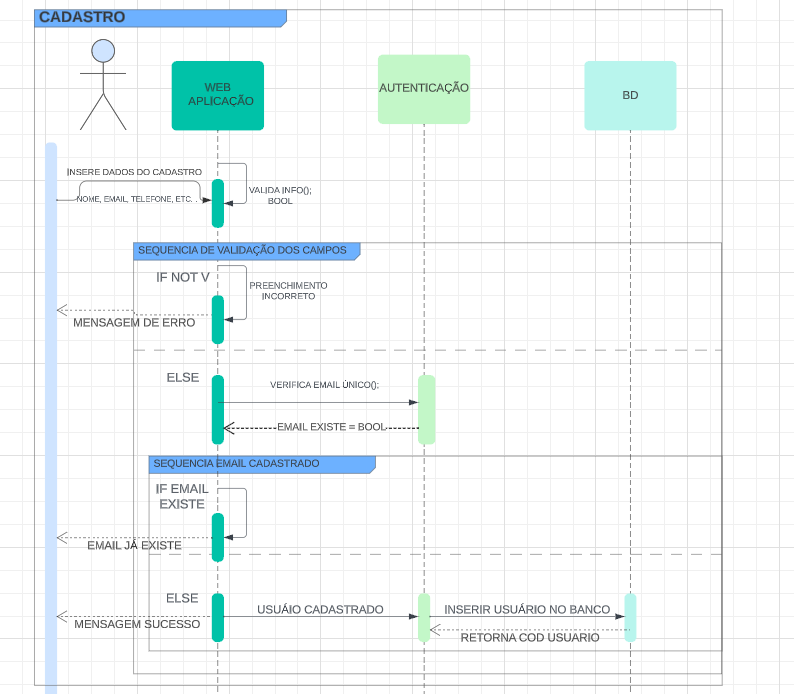 CADASTRO
WEB
APLICAÇÃO
AUTENTICAÇÃO
BD
INSERE DADOS DO CADASTRO
NOME, EMAIL, TELEFONE, ETC. .
VALIDA INFO();
BOOL
SEQUENCIA DE VALIDAÇÃO DOS CAMPOS
IF NOT V
PREENCHIMENTO
INCORRETO
MENSAGEM DE ERRO
ELSE
VERIFICA EMAIL ÚNICO();
EMAIL EXISTE = BOOL
SEQUENCIA EMAIL CADASTRADO
IF EMAIL
EXISTE
EMAIL JÁ EXISTE
ELSE
USUÁIO CADASTRADO
INSERIR USUÁRIO NO BANCO
MENSAGEM SUCESSO
RETORNA COD USUARIO